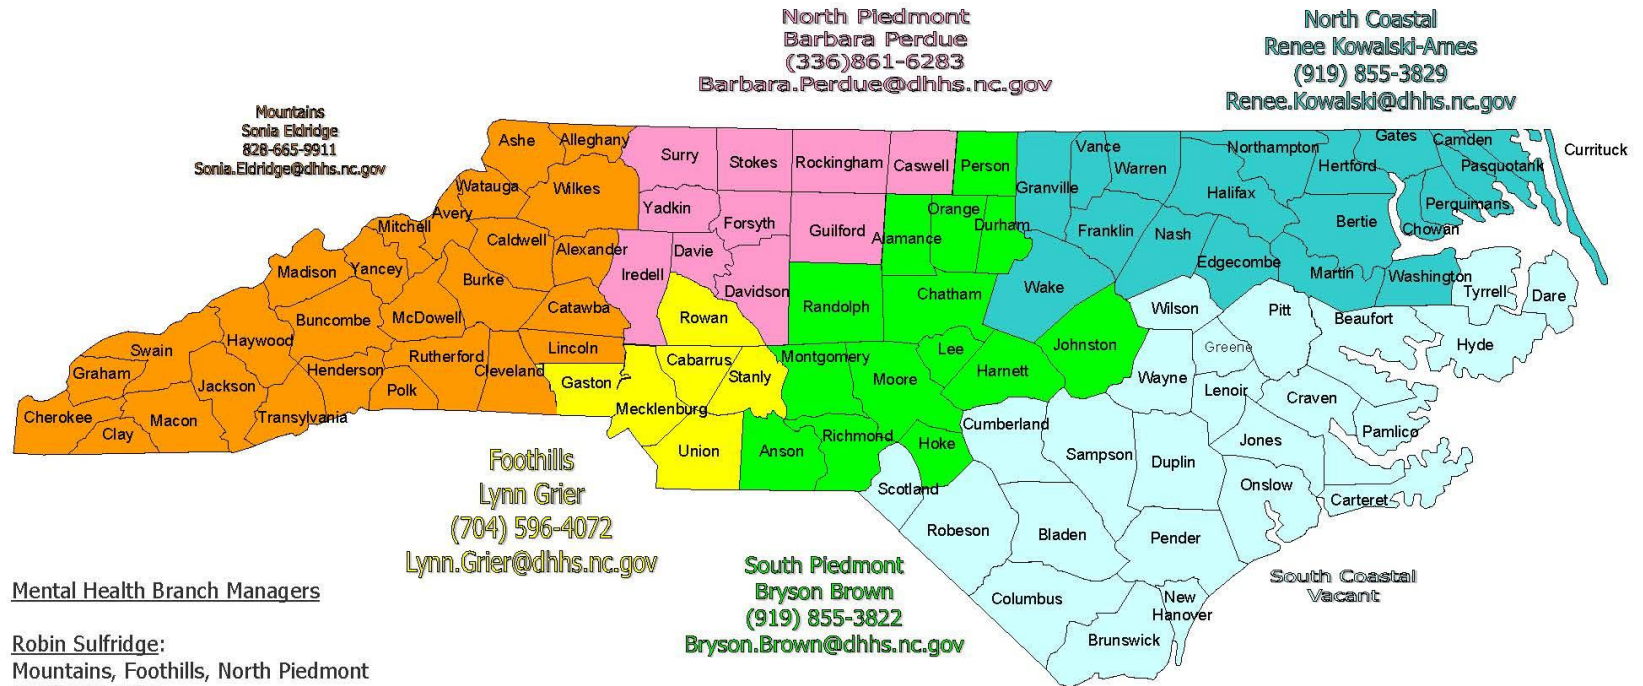 North Piedmont
Barbara Perdue
(336)861-6283
Barbara.Perdue@dhhs.nc.gov
North Coastal
Renee Kowalski-Ames
(919) 855-3829
Renee.Kowalski@dhhs.nc.gov
Mountains
Sonia Eldridge
828-665-9911
Sonia.Eldridge@dhhs.nc.gov
Ashe
Alleghany
Surry
Stokes
Rockingham
Caswell
Person
Granville
Vance
Warren
Northampton
Gates
Hertford
Camden
Pasquotank
Currituck
Watauga
Wilkes
Yadkin
Forsyth
Guilford
Alamance
Orange
Durham
Franklin
Nash
Halifax
Bertie
Perquimans
Chowan
Avery
Mitchell
Caldwell
Alexander
Iredell
Davie
Davidson
Randolph
Chatham
Wake
Edgecombe
Martin
Washington
Tyrrell
Dare
Madison
Yancey
Burke
Catawba
Rowan
Wilson
Pitt
Beaufort
Hyde
Buncombe
McDowell
Haywood
Swain
Graham
Jackson
Henderson
Rutherford
Polk
Cleveland
Lincoln
Gaston
Cabarrus
Stanly
Montgomery
Moore
Lee
Harnett
Johnston
Wayne
Greene
Lenoir
Craven
Pamlico
Cherokee
Clay
Macon
Transylvania
Mecklenburg
Union
Anson
Richmond
Hoke
Cumberland
Sampson
Duplin
Jones
Onslow
Carteret
Scotland
Robeson
Bladen
Pender
Columbus
Brunswick
New
Hanover
Foothills
Lynn Grier
(704) 596-4072
Lynn.Grier@dhhs.nc.gov
South Piedmont
Bryson Brown
(919) 855-3822
Bryson.Brown@dhhs.nc.gov
South Coastal
Vacant
Mental Health Branch Managers
Robin Sulfridge:
Mountains, Foothills, North Piedmont